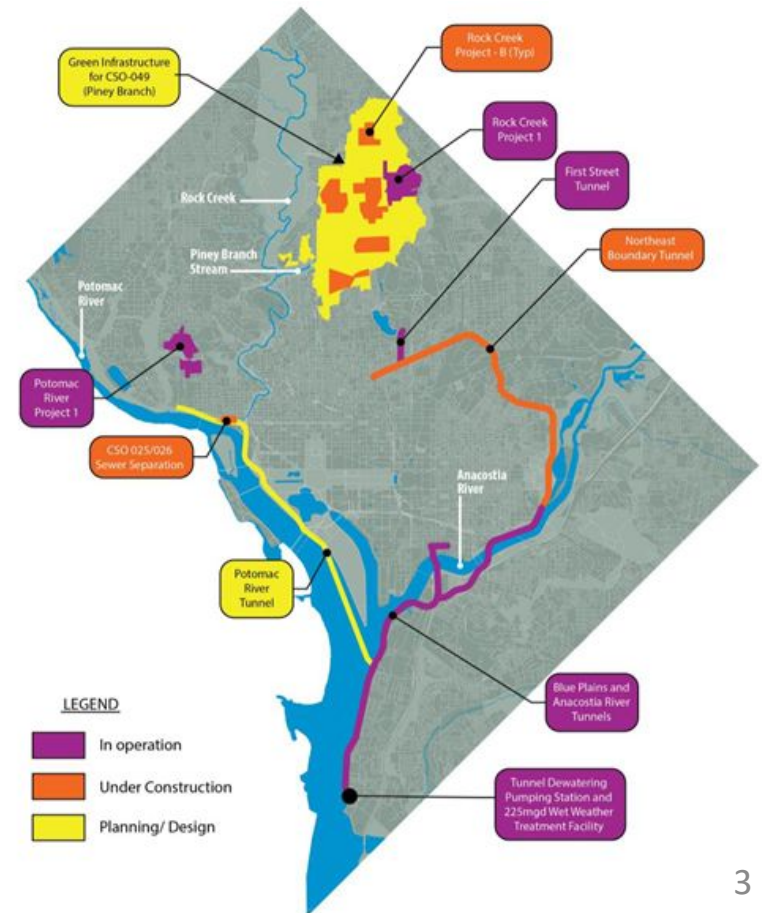 Green Infrastructure
for CSO-049
(Piney Branch)
Rock Creek
Project - B (Typ)
Rock Creek
Project 1
First Street
Tunnel
Rock Creek
Northeast
Boundary Tunnel
Piney Branch
Stream
Potomac
River
Potomac
River
Project 1
CSO 025/026
Sewer Separation
Anacostia
River
Potomac
River
Tunnel
Blue Plains and
Anacostia River
Tunnels
Tunnel Dewatering
Pumping Station and
225mgd Wet Weather
Treatment Facility
LEGEND
In operation
Under Construction
Planning/ Design
3